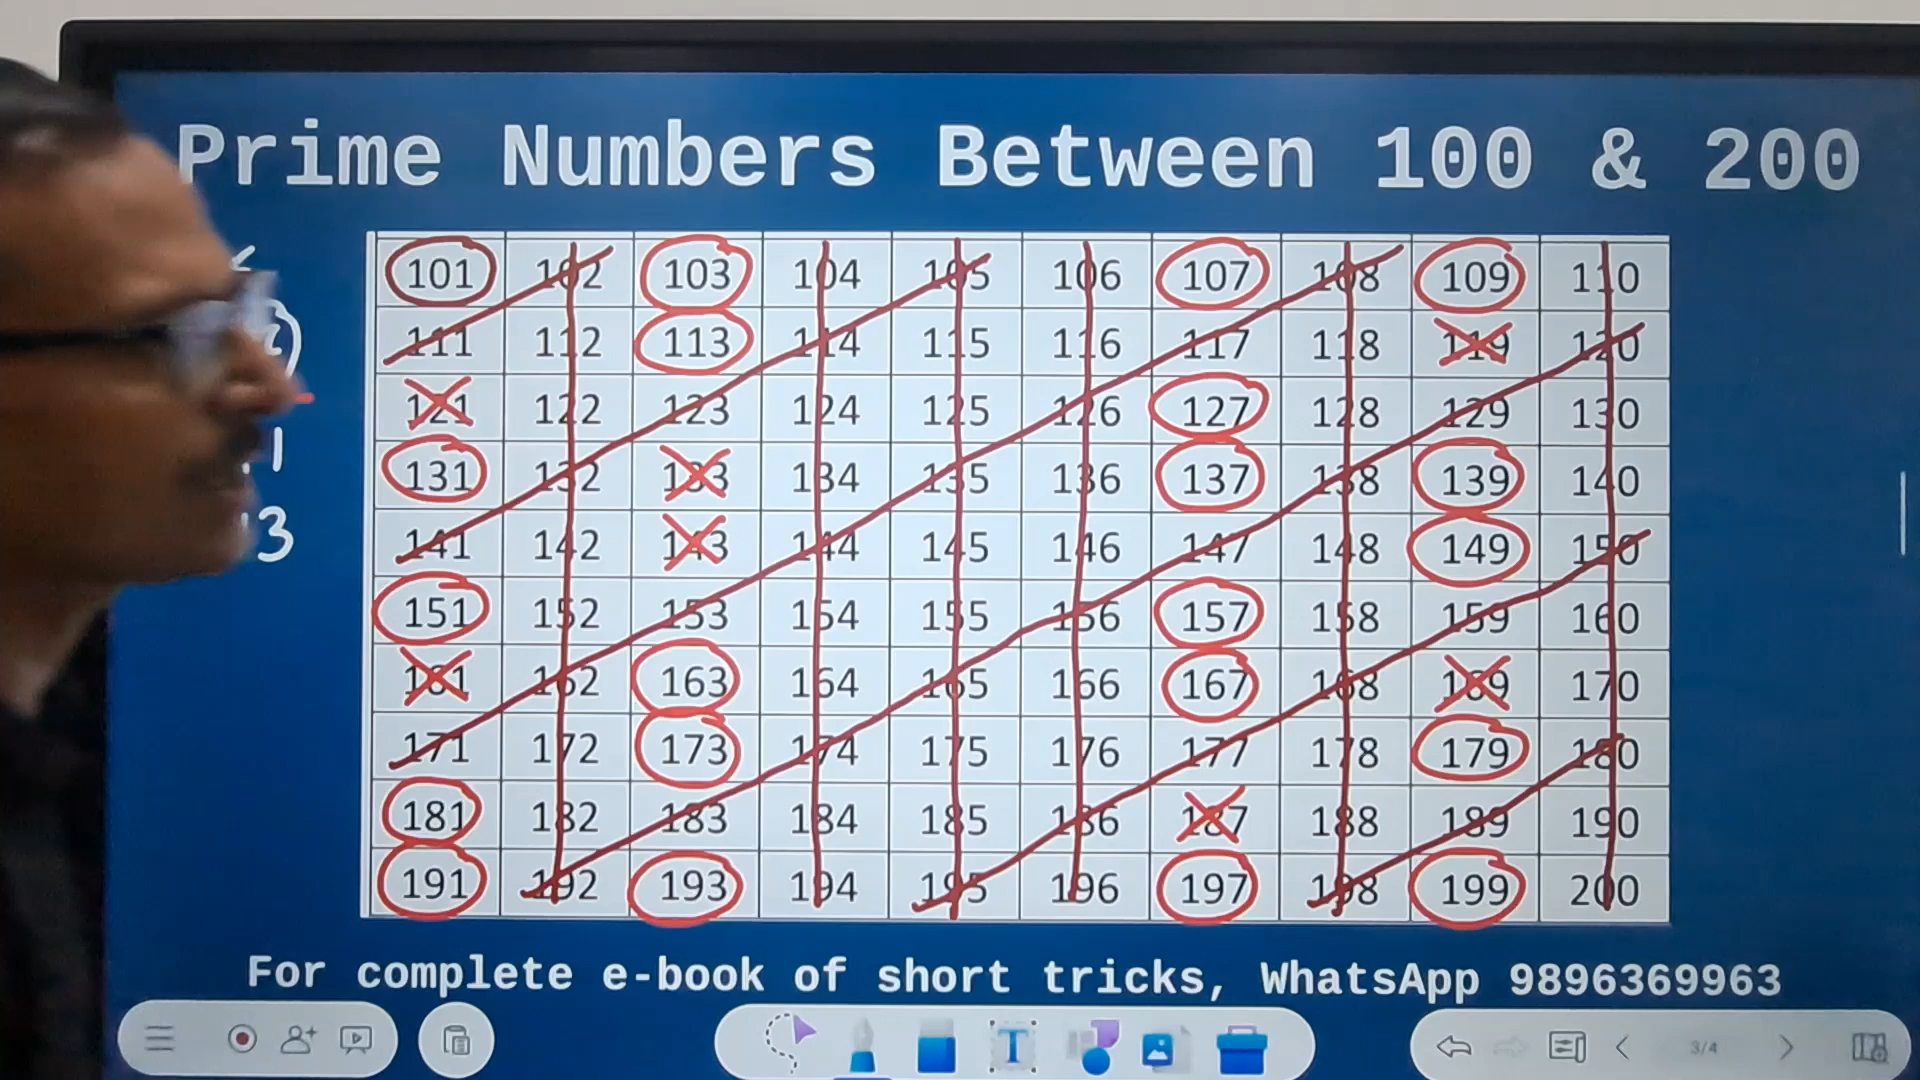 Prime Numbers Between 100 & 200
101 102 103 104 105 106 107 108 109 110
111 112 113 114 115 116 117 118 119 120
121 122 123 124 125 126 127 128 129 130
131 132 133 134 135 136 137 138 139 140
141 142 143 144 145 146 147 148 149 150
151 152 153 154 155 156 157 158 159 160
161 162 163 164 165 166 167 168 169 170
171 172 173 174 175 176 177 178 179 180
181 182 183 184 185 186 187 188 189 190
191 192 193 194 195 196 197 198 199 200
For complete e-book of short tricks, WhatsApp 9896369963
T
3/4